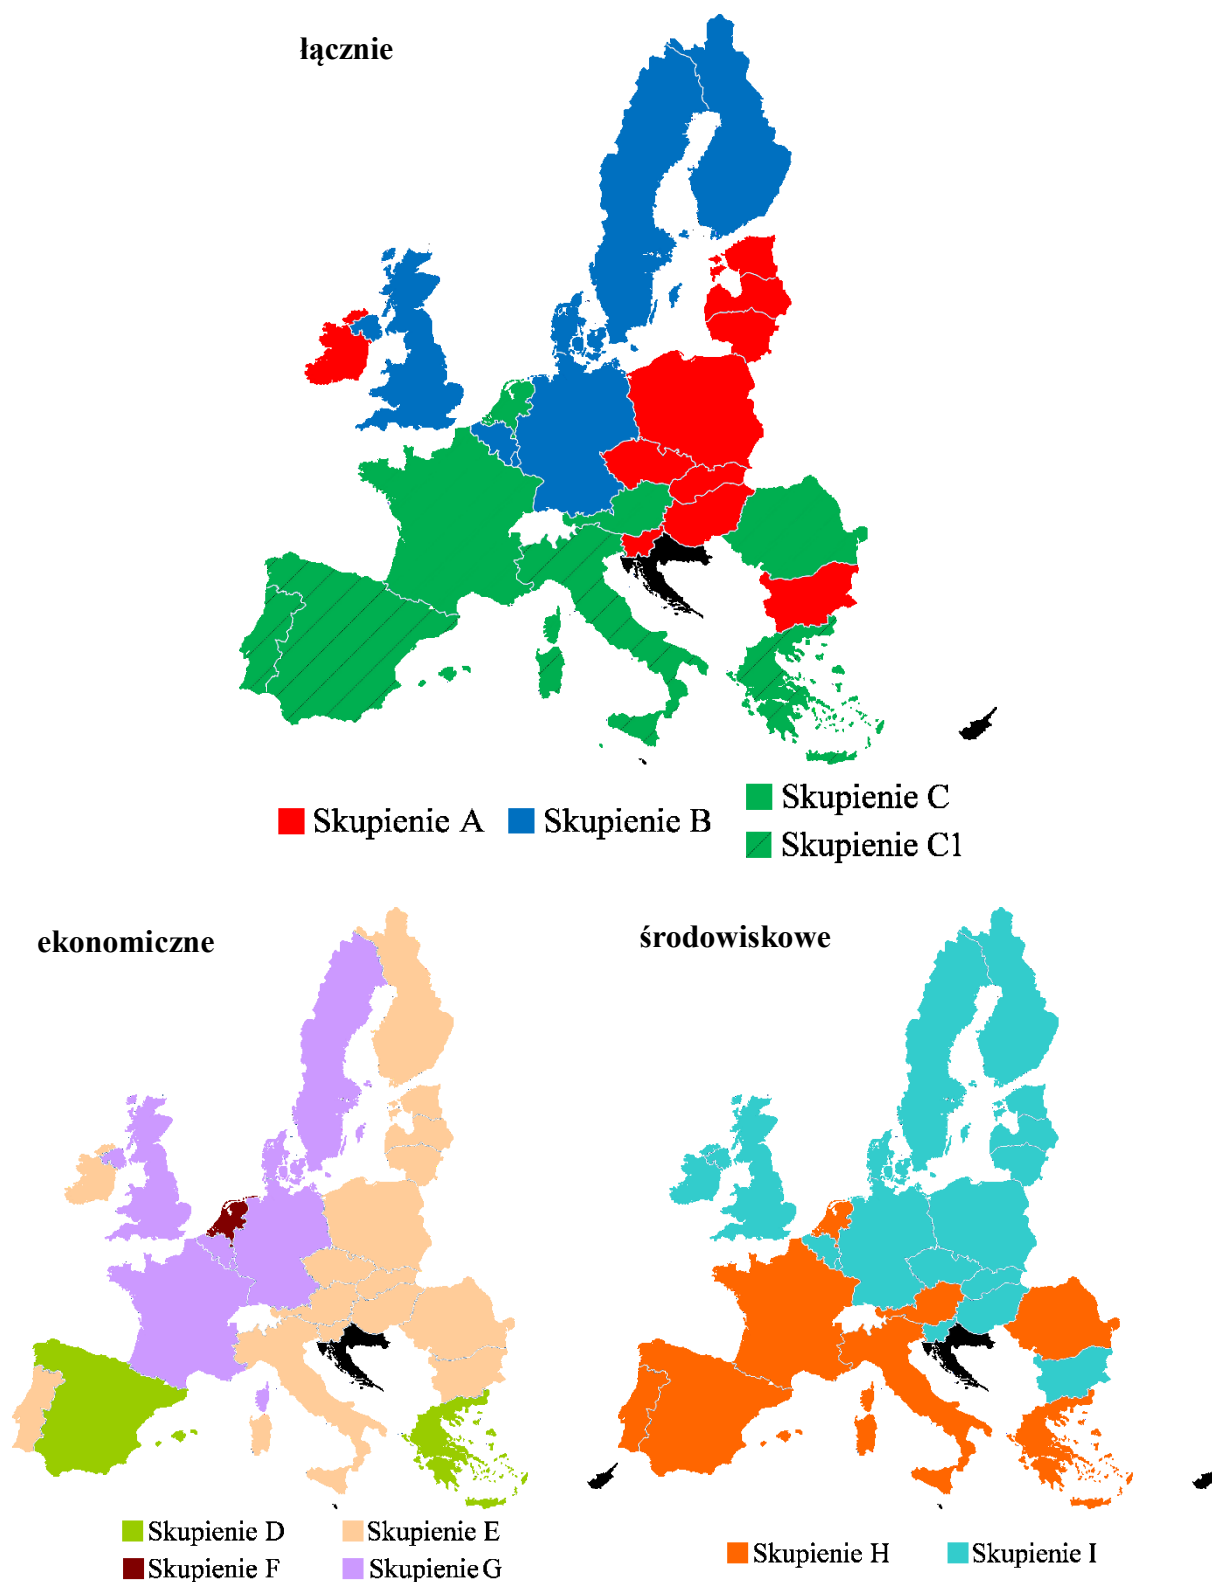 łącznie
Skupienie A
Skupienie B
Skupienie C
Skupienie C1
ekonomiczne
środowiskowe
Skupienie D
Skupienie E
Skupienie F
Skupienie G
Skupienie H
Skupienie I